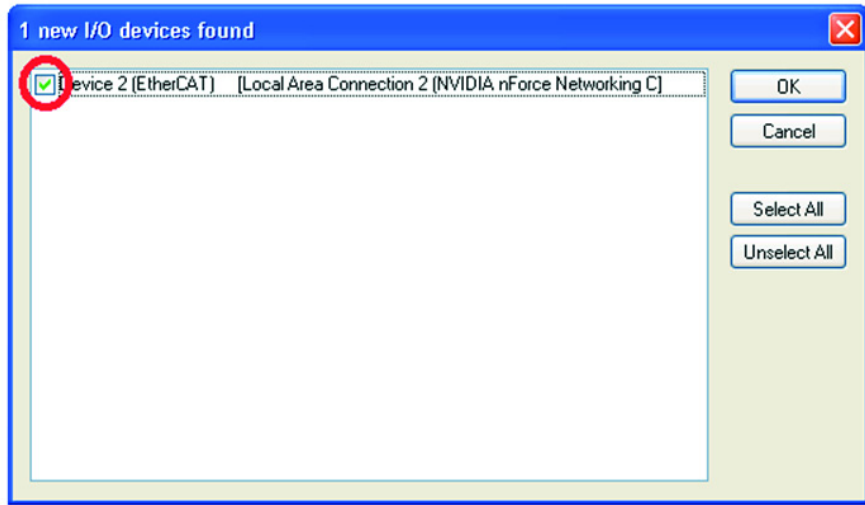 1 new I/O devices found
Device 2 (EtherCAT) [Local Area Connection 2 (NVIDIA nForce Networking C]
OK
Cancel
Select All
Unselect All